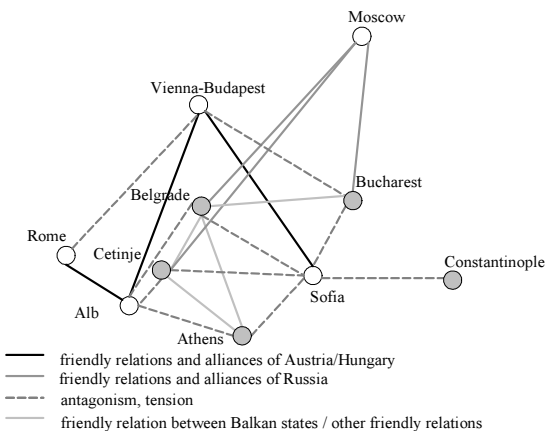 Moscow
Vienna-Budapest
Belgrade
Bucharest
Rome
Cetinje
Constantinople
Sofia
Alb
Athens
friendly relations and alliances of Austria/Hungary
friendly relations and alliances of Russia
antagonism, tension
friendly relation between Balkan states / other friendly relations